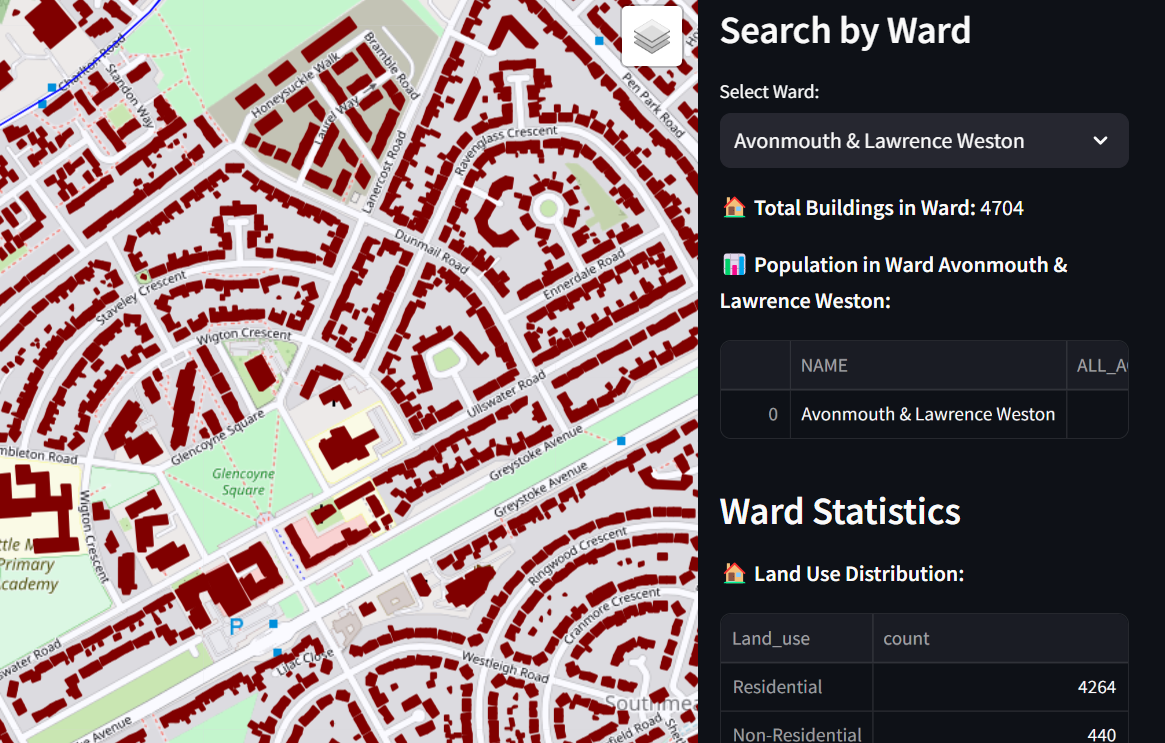 Charlton Road
Standon Way
Honeysuckle Walk
Bramble Road
Laurel Way
Lanercost Road
Ravenglass Crescent
Pen Park Road
Dunmail Road
Ennerdale Road
Staveley Crescent
Wigton Crescent
Ullswater Road
Glencoyne Square
Greystoke Avenue
Greystoke Avenue
mbleton Road
Glencoyne
Square
Wigton Crescent
ttle M
Primary
cademy
Ringwood Crescent
Cranmore Crescent
P
swater Road
Lilac Close
Westleigh Road
Southmea
field Road
ke Avenue
Search by Ward
Select Ward:
Avonmouth & Lawrence Weston
Total Buildings in Ward: 4704
Population in Ward Avonmouth &
Lawrence Weston:
NAME ALL_A
0 Avonmouth & Lawrence Weston
Ward Statistics
Land Use Distribution:
Land_use count
Residential 4264
Non-Residential 440